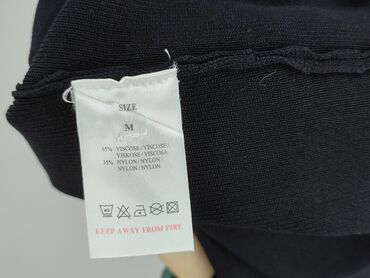 SIZE
M
65% VISCOSE / VISCOSE /
VISKOSE / VISCOSA
35% NYLON / NYLON /
NYLON / NYLON
KEEP AWAY FROM FIRE